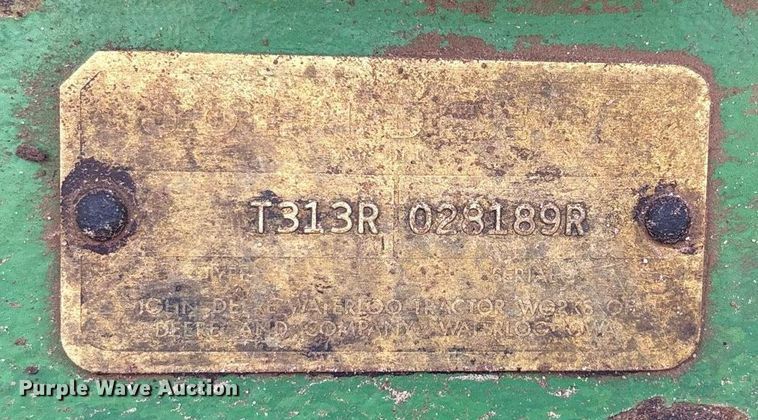 T313R 028189R
TYPE SERIAL
JOHN DEERE WATERLOO TRACTOR WORKS OF
DEERE AND COMPANY WATERLOO IOWA
Purple Wave Auction